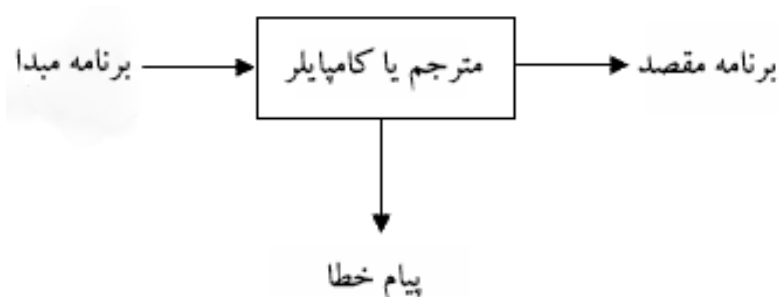 برنامه مبدا
مترجم یا کامپایلر
برنامه مقصد
پیام خطا